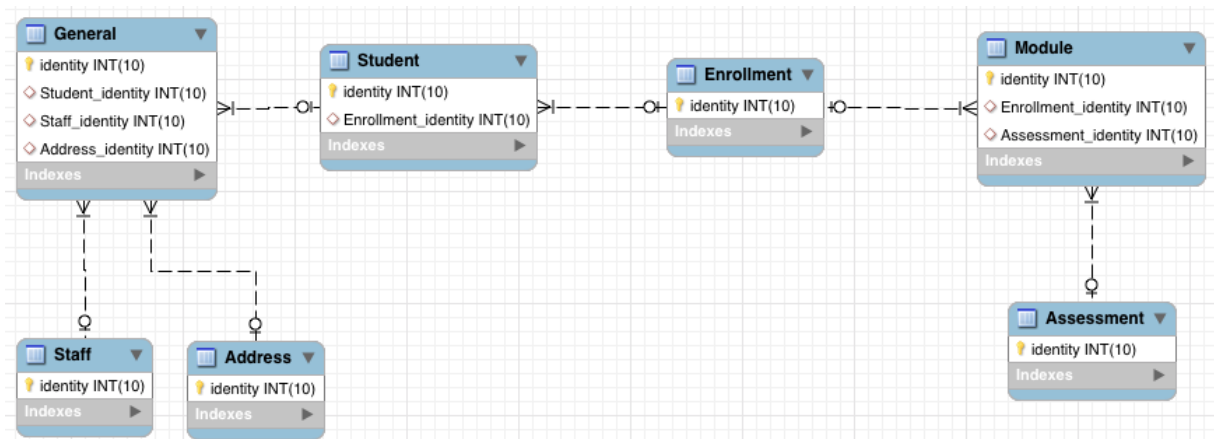 General
identity INT(10)
Student_identity INT(10)
Staff_identity INT(10)
Address_identity INT(10)
Indexes
Student
identity INT(10)
Enrollment_identity INT(10)
Indexes
Enrollment
identity INT(10)
Indexes
Module
identity INT(10)
Enrollment_identity INT(10)
Assessment_identity INT(10)
Indexes
Staff
identity INT(10)
Indexes
Address
identity INT(10)
Indexes
Assessment
identity INT(10)
Indexes